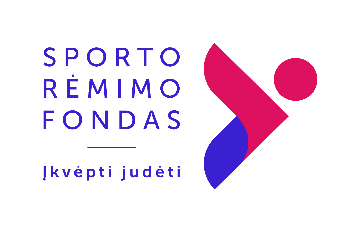 SPORTO
RĖMIMO
FONDAS
Įkvėpti judėti